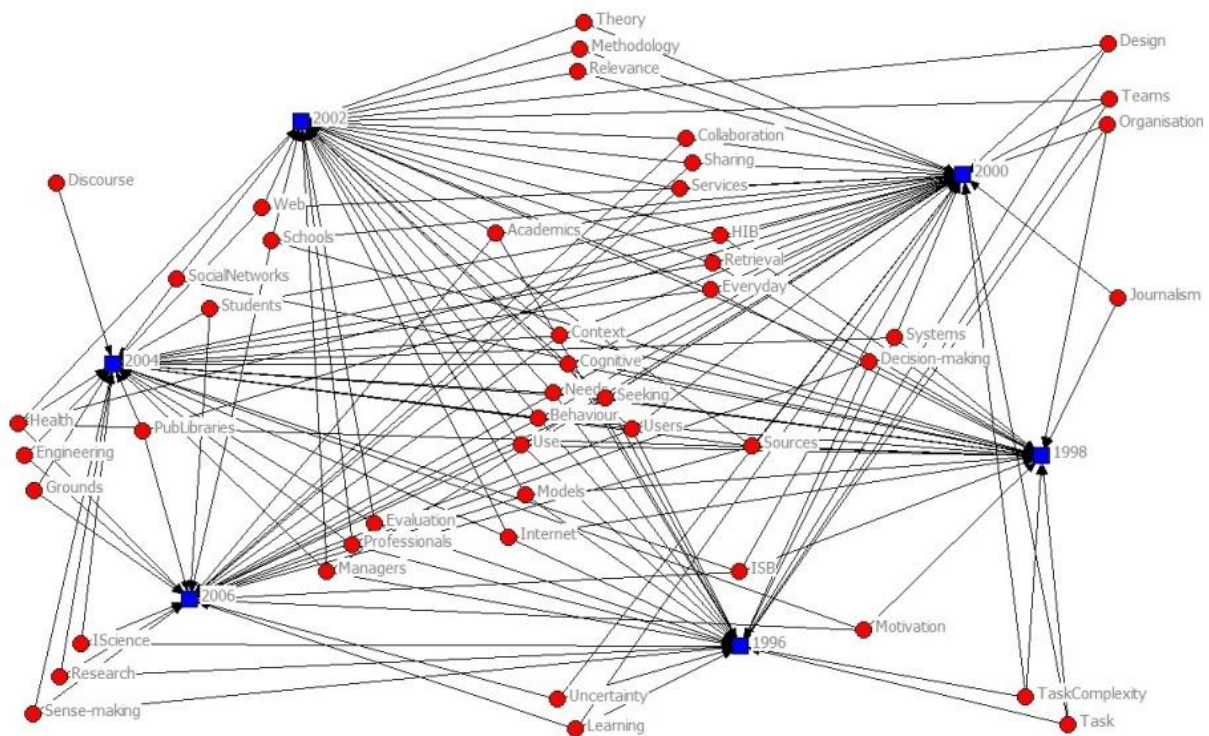 Theory
Methodology
Relevance
Design
Teams
Organisation
2002
Collaboration
Sharing
Services
2000
Discourse
Web
Schools
Academics
HIB
Retrieval
Everyday
SocialNetworks
Students
Journalism
Context
Systems
2004
Cognitive
Decision-making
Needs
Seeking
Health
PubLibraries
Behaviour
Users
Engineering
Use
Sources
1998
Grounds
Models
Evaluation
Internet
Professionals
Managers
ISB
2006
IScience
1996
Motivation
Research
Sense-making
Uncertainty
Learning
TaskComplexity
Task